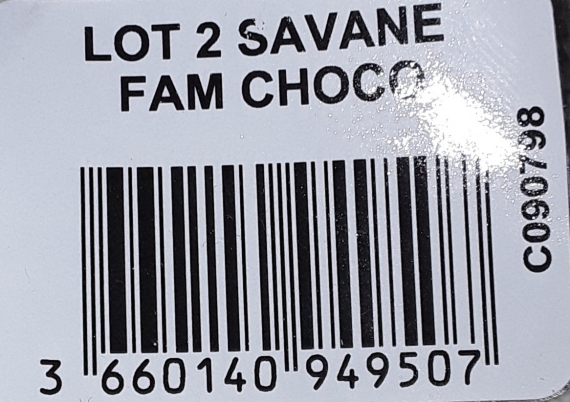 LOT 2 SAVANE
FAM CHOCO
C090798
3 660140 949507